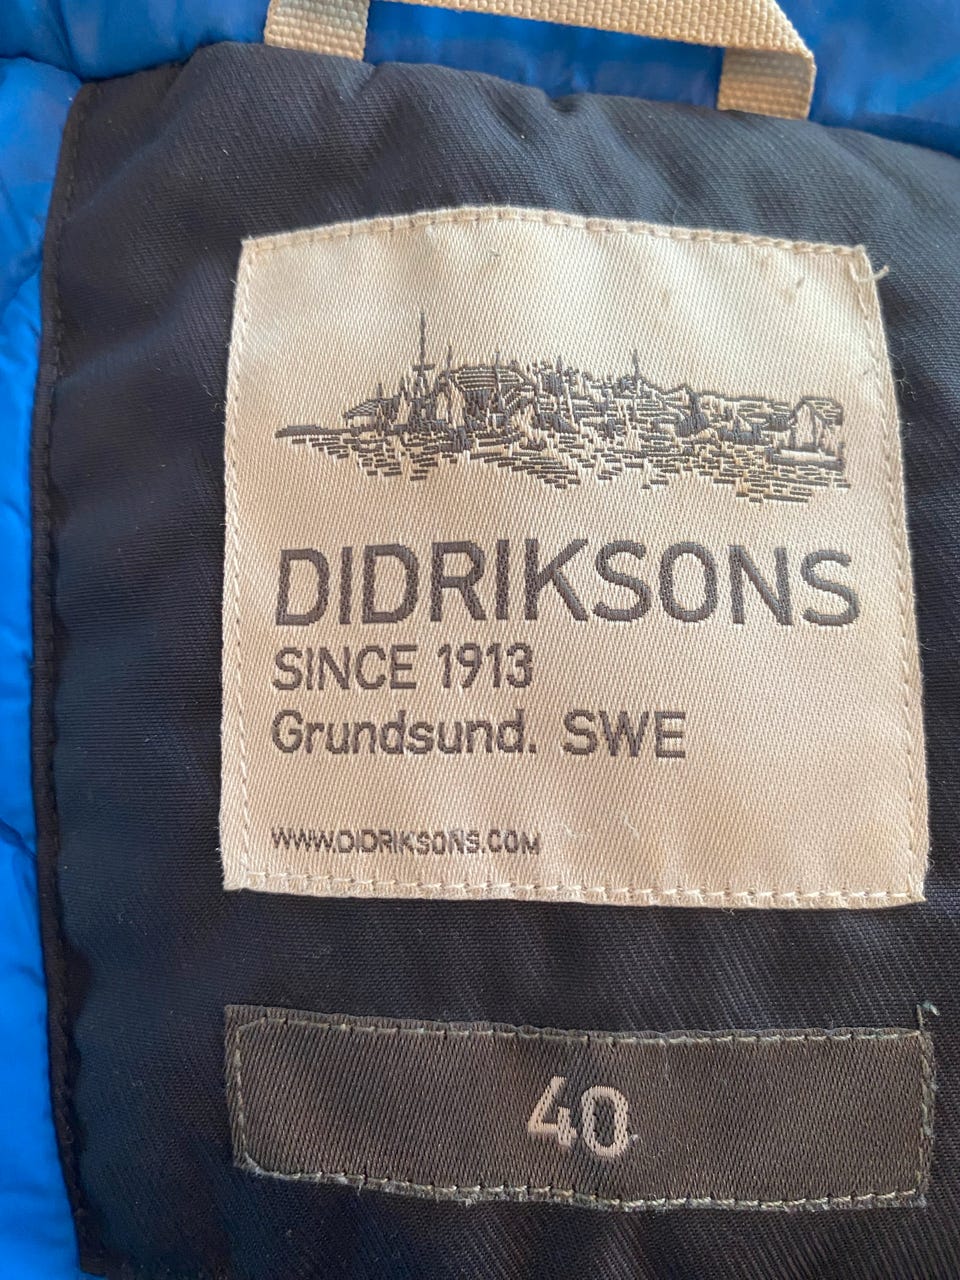 DIDRIKSONS
SINCE 1913
Grundsund. SWE
WWW.DIDRIKSONS.COM
40